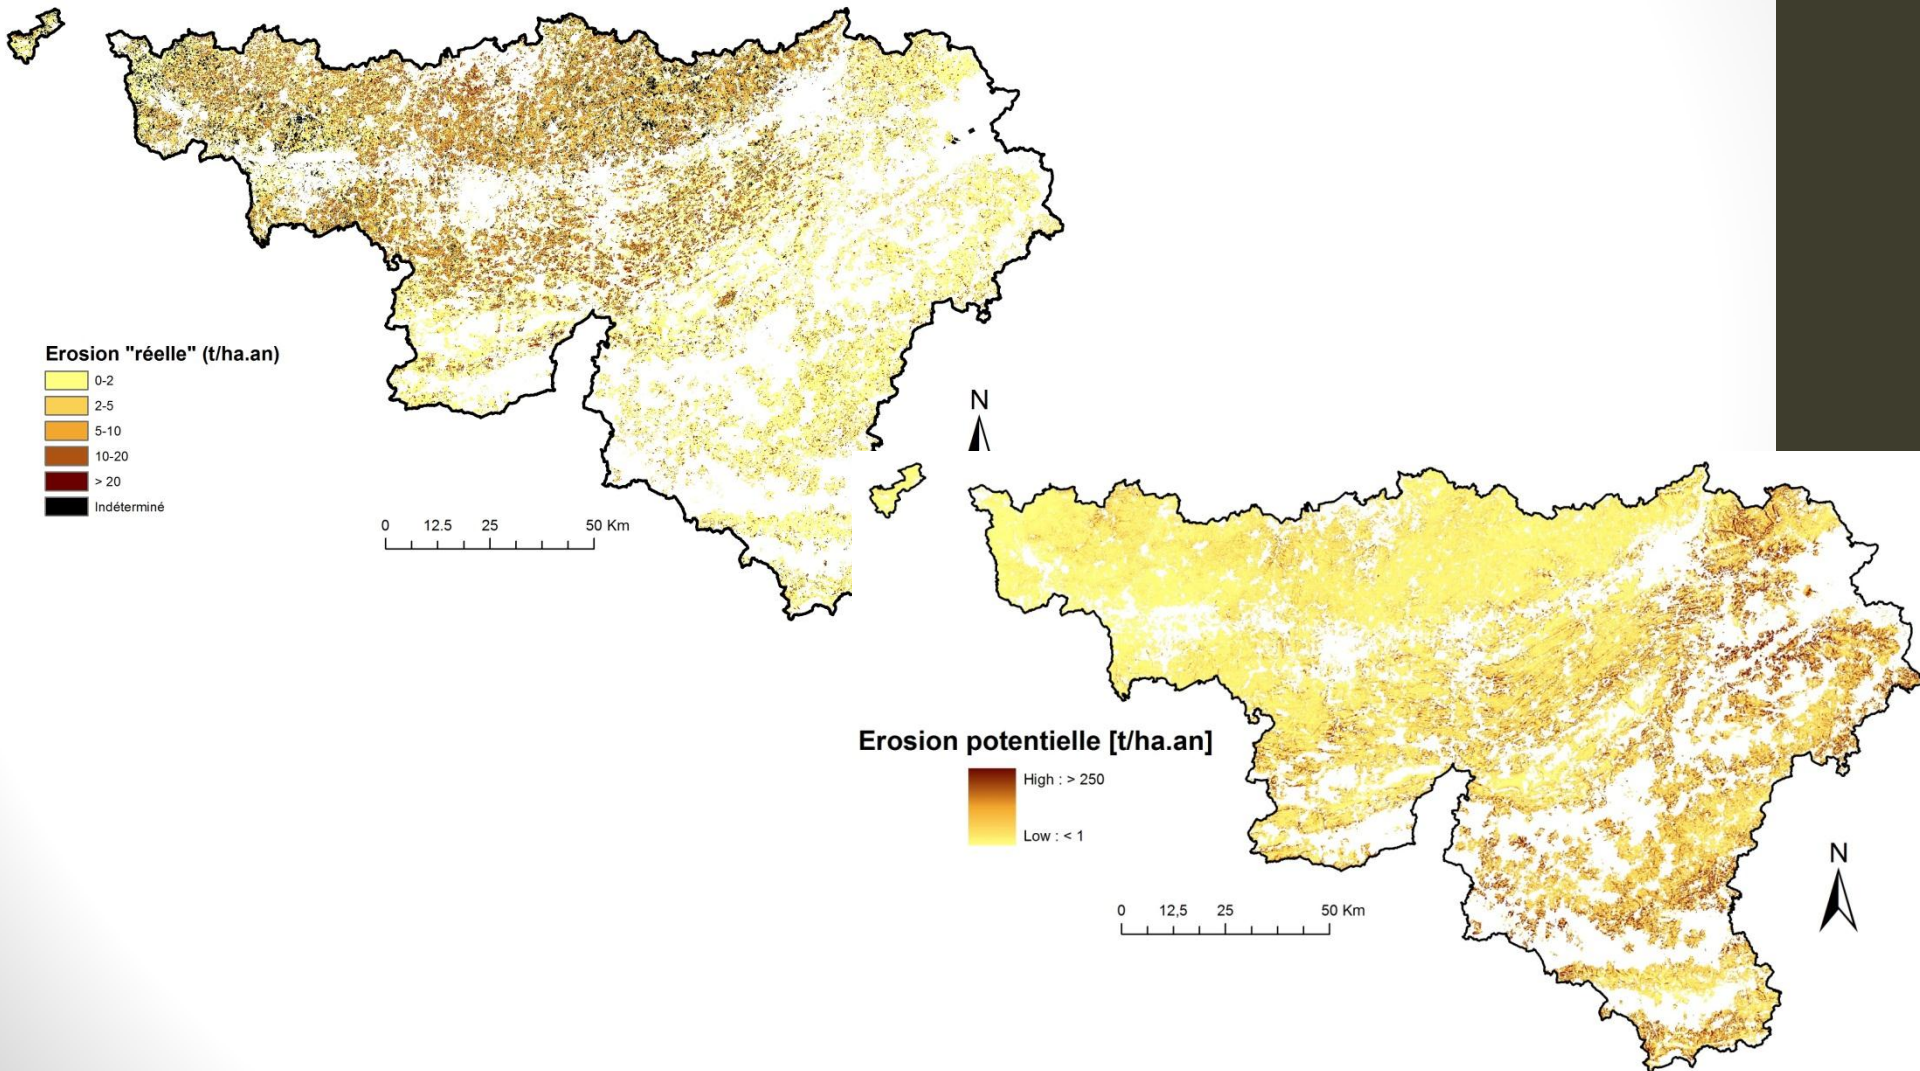 Erosion "réelle" (t/ha.an)
0-2
2-5
5-10
10-20
> 20
Indéterminé
0 12.5 25 50 Km
N
Erosion potentielle [t/ha.an]
High : > 250
Low : < 1
0 12,5 25 50 Km
N